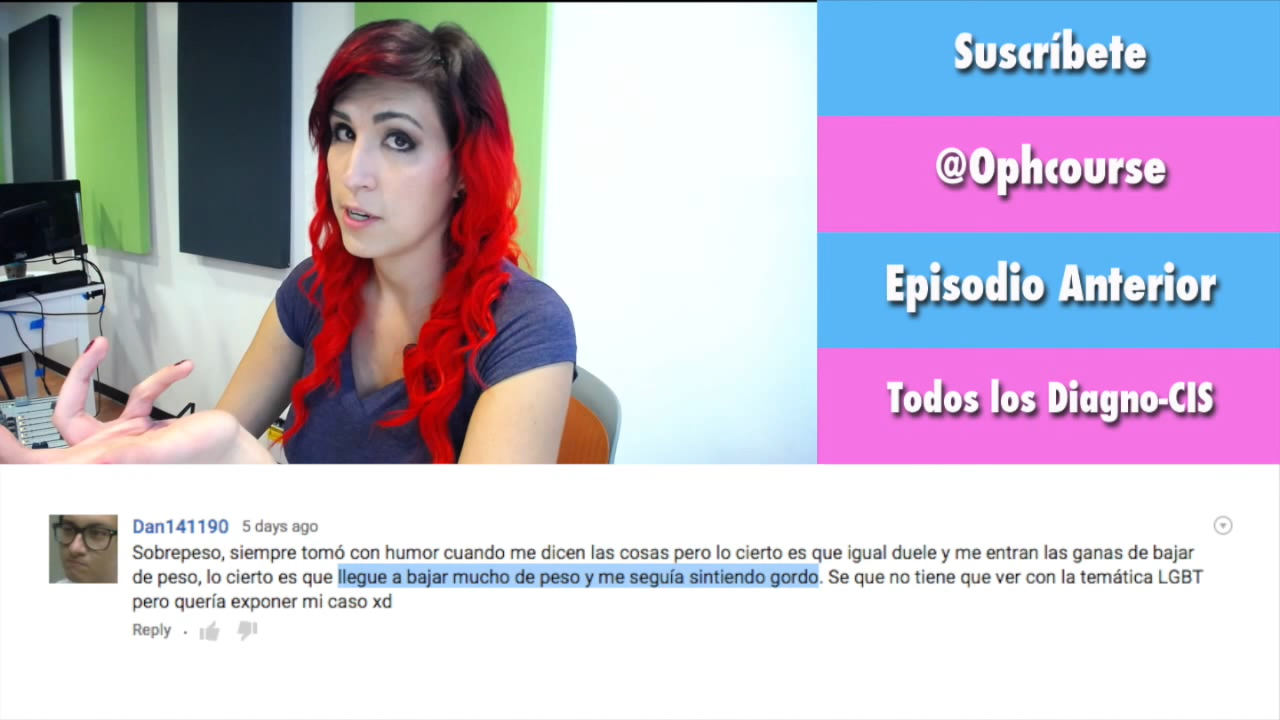 Suscríbete
@Ophcourse
Episodio Anterior
Todos los Diagno-CIS
Dan141190 5 days ago
Sobrepeso, siempre tomó con humor cuando me dicen las cosas pero lo cierto es que igual duele y me entran las ganas de bajar
de peso, lo cierto es que llegue a bajar mucho de peso y me seguía sintiendo gordo. Se que no tiene que ver con la temática LGBT
pero quería exponer mi caso xd
Reply .